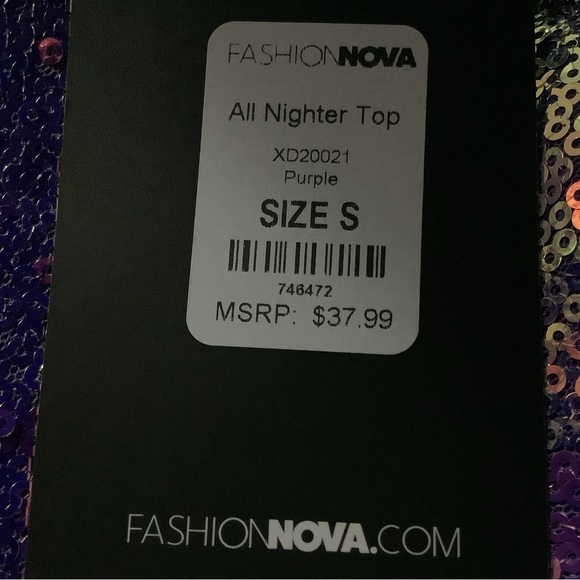 FASHIONNOVA
All Nighter Top
XD20021
Purple
SIZE S
746472
MSRP: $37.99
FASHIONNOVA.COM